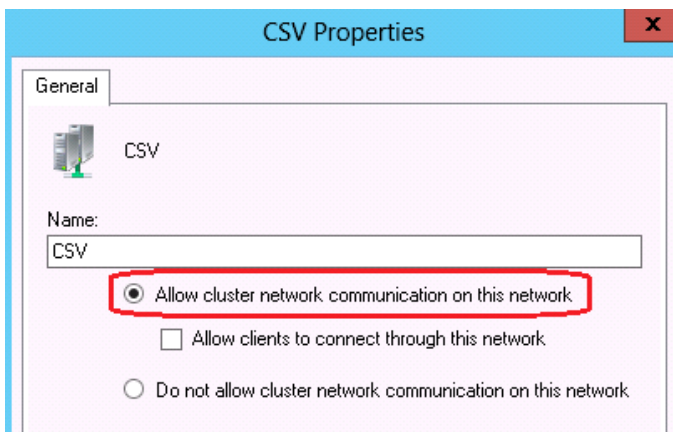 CSV Properties
x
General
CSV
Name:
CSV
Allow cluster network communication on this network
Allow clients to connect through this network
Do not allow cluster network communication on this network